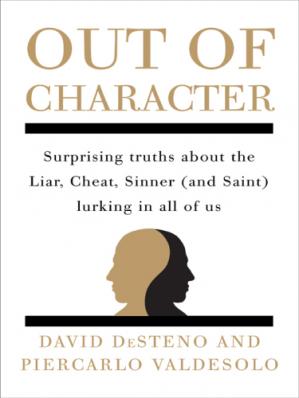 OUT OF
CHARACTER
Surprising truths about the
Liar, Cheat, Sinner (and Saint)
lurking in all of us
DAVID DeSTENO AND
PIERCARLO VALDESOLO